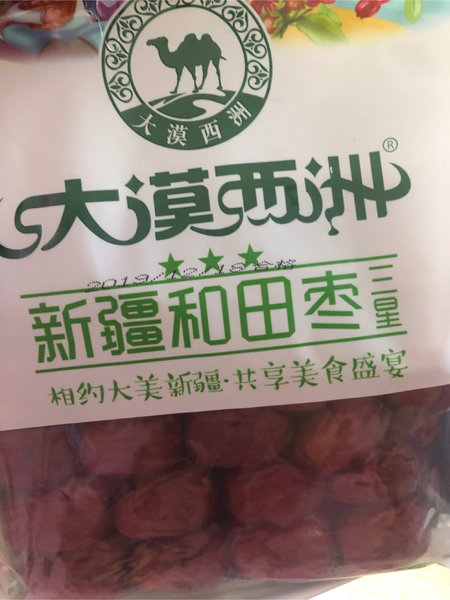 大漠西洲
大漠西洲®
新疆和田枣 三星
相约大美新疆·共享美食盛宴